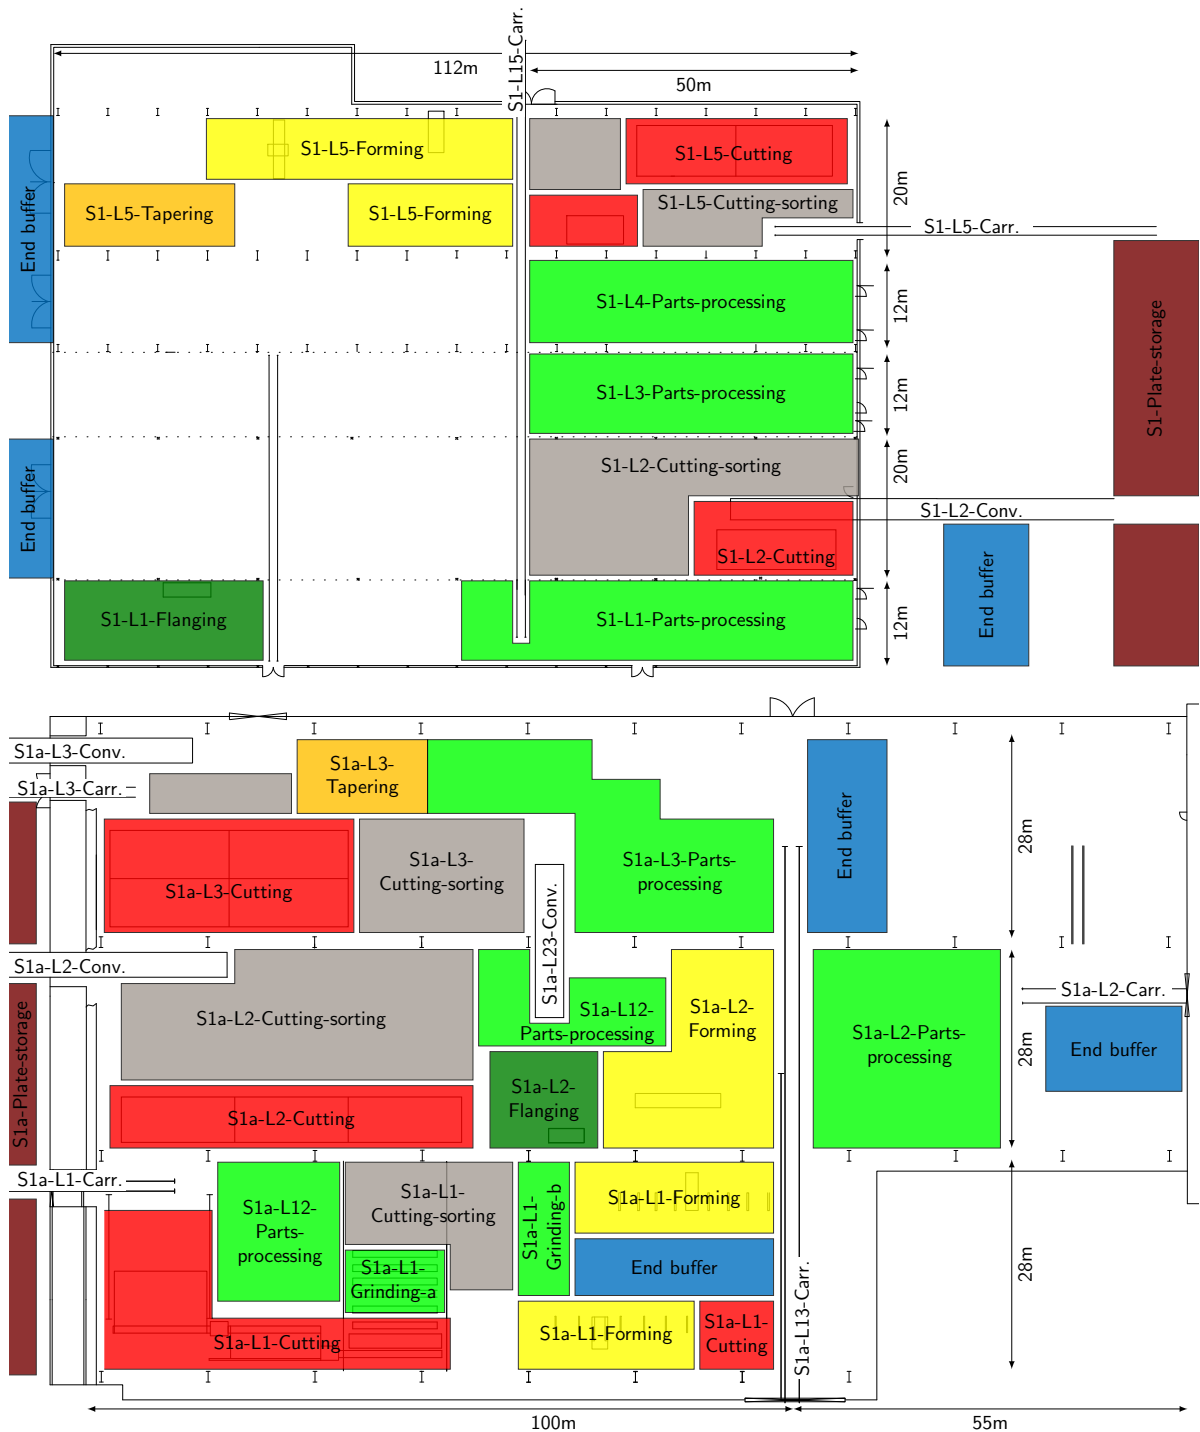 S1-L15-Carr.
112m
50m
S1-L5-Forming
S1-L5-Cutting
End buffer
S1-L5-Tapering
S1-L5-Forming
S1-L5-Cutting-sorting
20m
S1-L5-Carr.
S1-L4-Parts-processing
12m
S1-L3-Parts-processing
12m
S1-Plate-storage
End buffer
S1-L2-Cutting-sorting
20m
S1-L2-Conv.
S1-L2-Cutting
End buffer
S1-L1-Flanging
S1-L1-Parts-processing
12m
S1a-L3-Conv.
S1a-L3-Carr.
S1a-L3-
Tapering
End buffer
28m
S1a-L3-Cutting
S1a-L3-
Cutting-sorting
S1a-L3-Parts-
processing
S1a-L23-Conv.
S1a-L2-Conv.
S1a-L2-Cutting-sorting
S1a-L12-
Parts-processing
S1a-L2-
Forming
S1a-L2-Parts-
processing
S1a-L2-Carr.
End buffer
28m
S1a-Plate-storage
S1a-L2-Cutting
S1a-L2-
Flanging
S1a-L1-Carr.
S1a-L12-
Parts-
processing
S1a-L1-
Cutting-sorting
S1a-L1-
Grinding-b
S1a-L1-Forming
End buffer
28m
S1a-L1-
Grinding-a
S1a-L1-Cutting
S1a-L1-Forming
S1a-L1-
Cutting
S1a-L13-Carr.
100m
55m